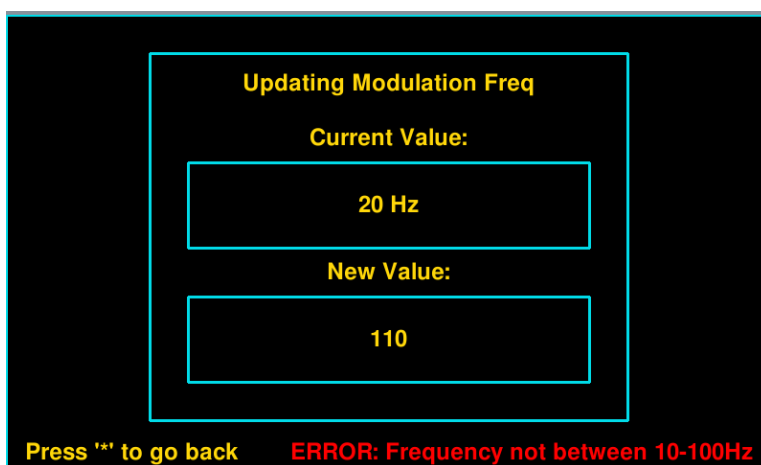 Updating Modulation Freq
Current Value:
20 Hz
New Value:
110
Press '*' to go back
ERROR: Frequency not between 10-100Hz